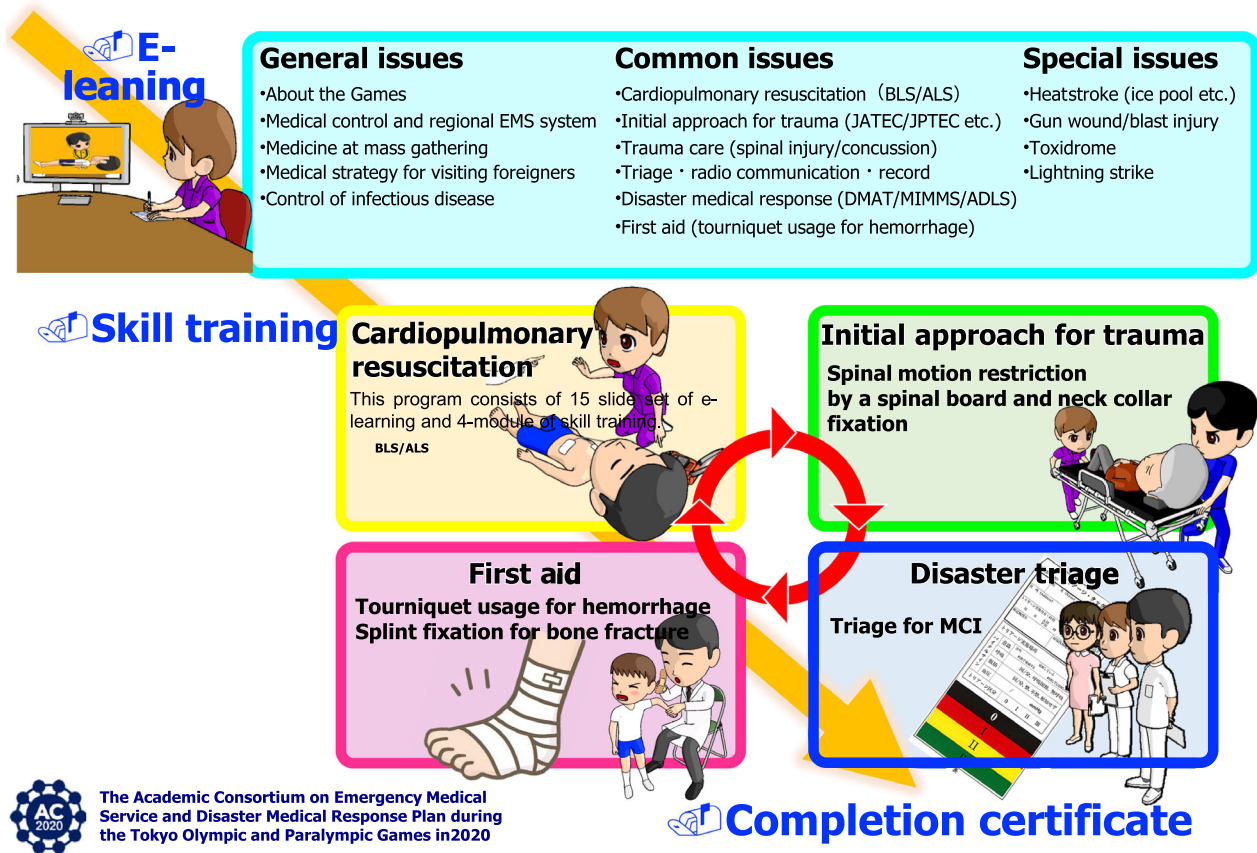 E-
leaning
General issues
•About the Games
•Medical control and regional EMS system
•Medicine at mass gathering
•Medical strategy for visiting foreigners
•Control of infectious disease
Common issues
•Cardiopulmonary resuscitation（BLS/ALS）
•Initial approach for trauma (JATEC/JPTEC etc.)
•Trauma care (spinal injury/concussion)
•Triage・radio communication・record
•Disaster medical response (DMAT/MIMMS/ADLS)
•First aid (tourniquet usage for hemorrhage)
Special issues
•Heatstroke (ice pool etc.)
•Gun wound/blast injury
•Toxidrome
•Lightning strike
Skill training
Cardiopulmonary
resuscitation
This program consists of 15 slide set of e-
learning and 4-module of skill training.
BLS/ALS
Initial approach for trauma
Spinal motion restriction
by a spinal board and neck collar
fixation
First aid
Tourniquet usage for hemorrhage
Splint fixation for bone fracture
Disaster triage
Triage for MCI
0
I
II
Completion certificate
AC
2020
The Academic Consortium on Emergency Medical
Service and Disaster Medical Response Plan during
the Tokyo Olympic and Paralympic Games in2020